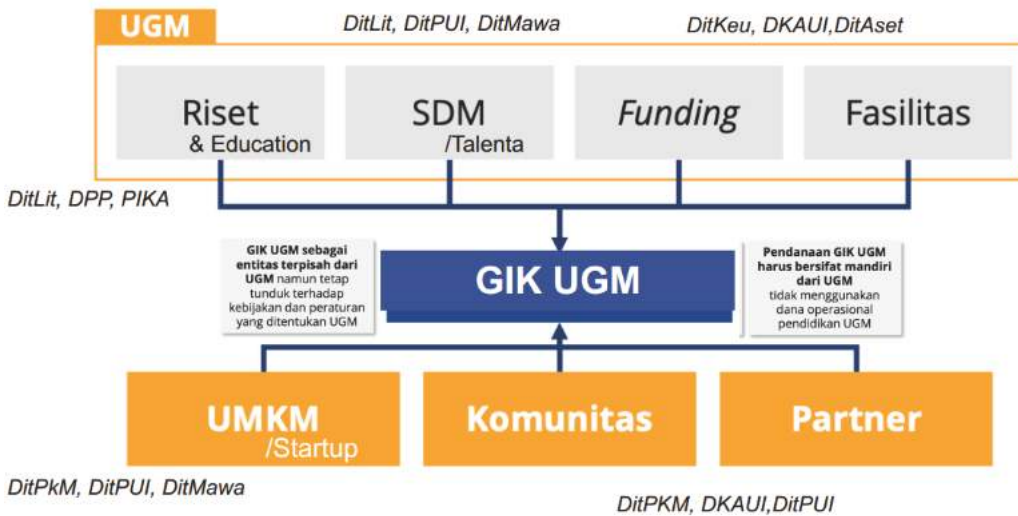 UGM
DitLit, DitPUI, DitMawa
DitKeu, DKAUI,DitAset
Riset
& Education
SDM
/Talenta
Funding
Fasilitas
DitLit, DPP, PIKA
GIK UGM sebagai
entitas terpisah dari
UGM namun tetap
tunduk terhadap
kebijakan dan peraturan
yang ditentukan UGM
GIK UGM
Pendanaan GIK UGM
harus bersifat mandiri
dari UGM
tidak menggunakan
dana operasional
pendidikan UGM
UMKM
/Startup
Komunitas
Partner
DitPkM, DitPUI, DitMawa
DitPKM, DKAUI,DitPUI